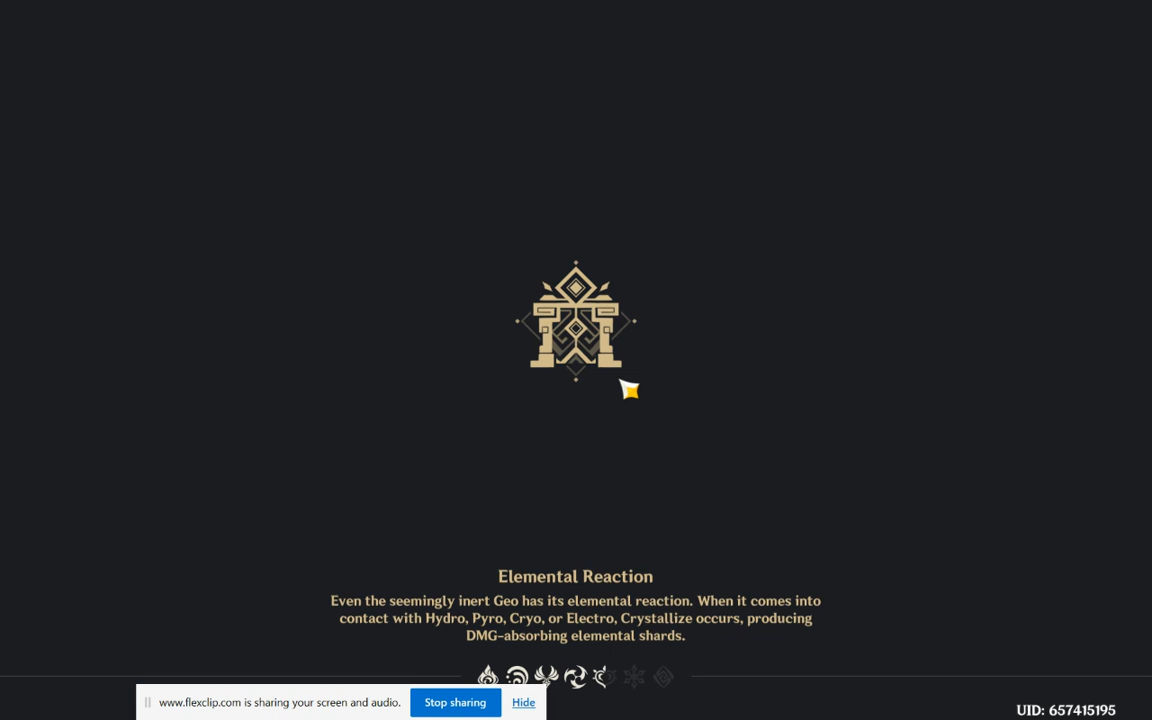 Elemental Reaction
Even the seemingly inert Geo has its elemental reaction. When it comes into
contact with Hydro, Pyro, Cryo, or Electro, Crystallize occurs, producing
DMG-absorbing elemental shards.
www.flexclip.com is sharing your screen and audio. Stop sharing Hide
UID: 657415195